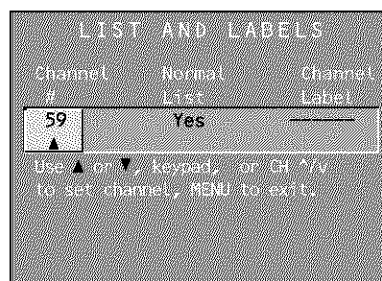 LIST AND LABELS
Channel Normal Channel
# List Label
59 Yes ------
Use ▲ or ▼, keypad, or CH ^/v
to set channel, MENU to exit.